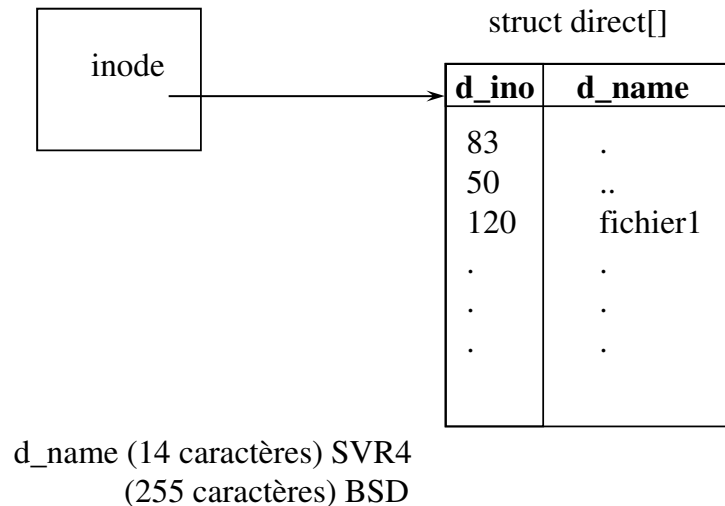 struct direct[]
inode
d_ino d_name
83 .
50 ..
120 fichier1
. .
. .
. .
d_name (14 caractères) SVR4
(255 caractères) BSD